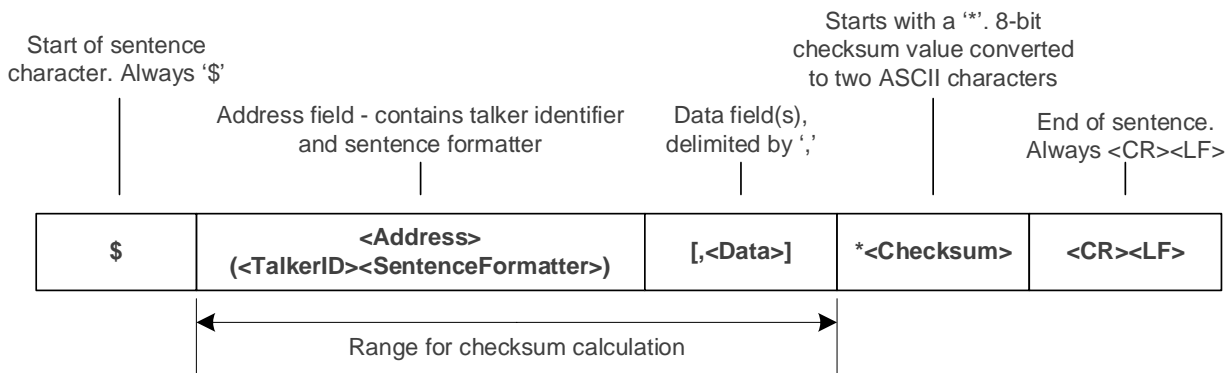 Start of sentence
character. Always ‘$’
Address field - contains talker identifier
and sentence formatter
Data field(s),
delimited by ‘,’
Starts with a ‘*’. 8-bit
checksum value converted
to two ASCII characters
End of sentence.
Always <CR><LF>
$
<Address>
(<TalkerID><SentenceFormatter>)
[,<Data>]
*<Checksum>
<CR><LF>
Range for checksum calculation